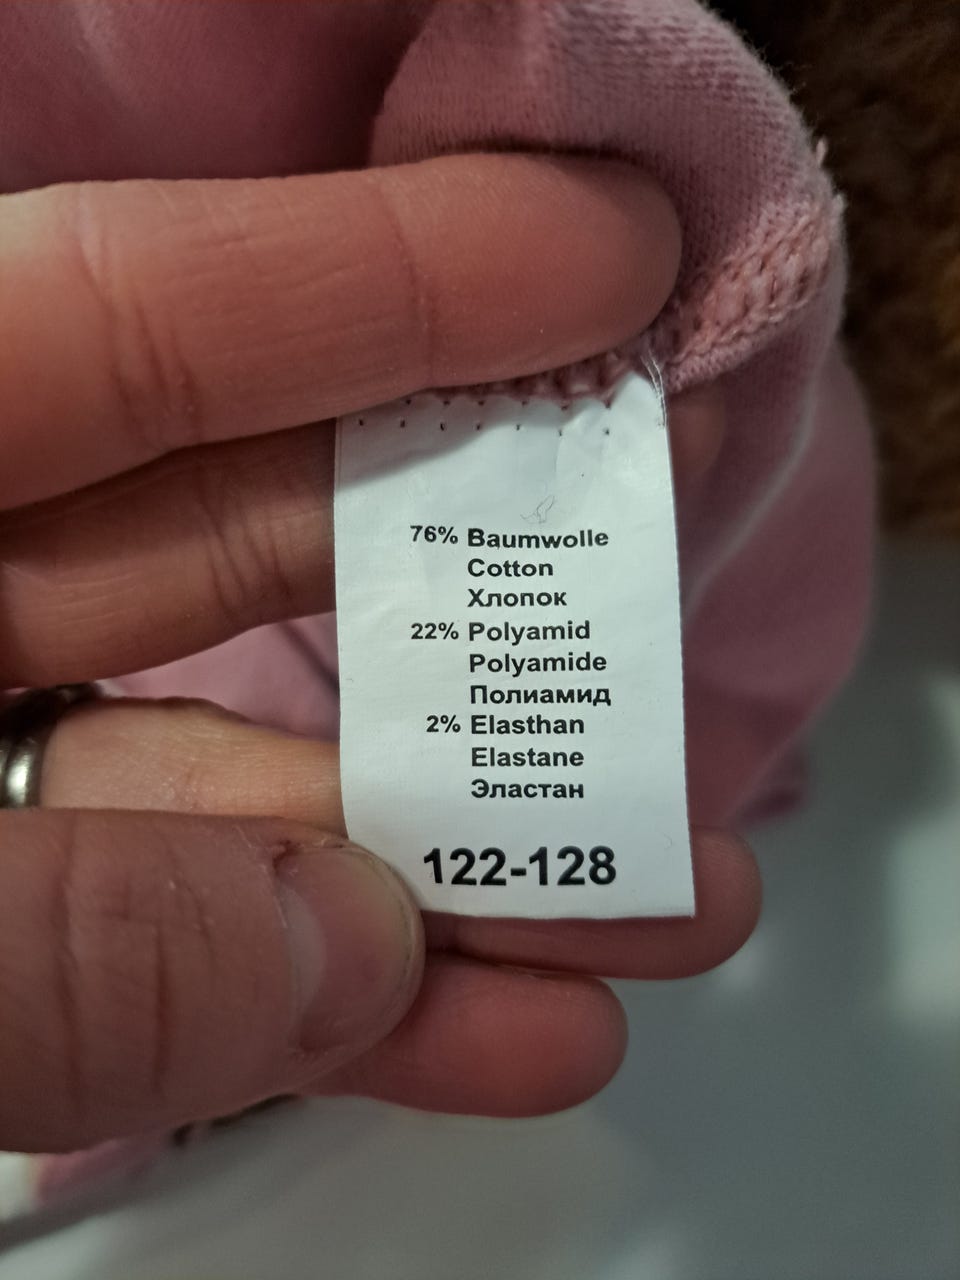 76% Baumwolle
Cotton
Хлопок
22% Polyamid
Polyamide
Полиамид
2% Elasthan
Elastane
Эластан
122-128